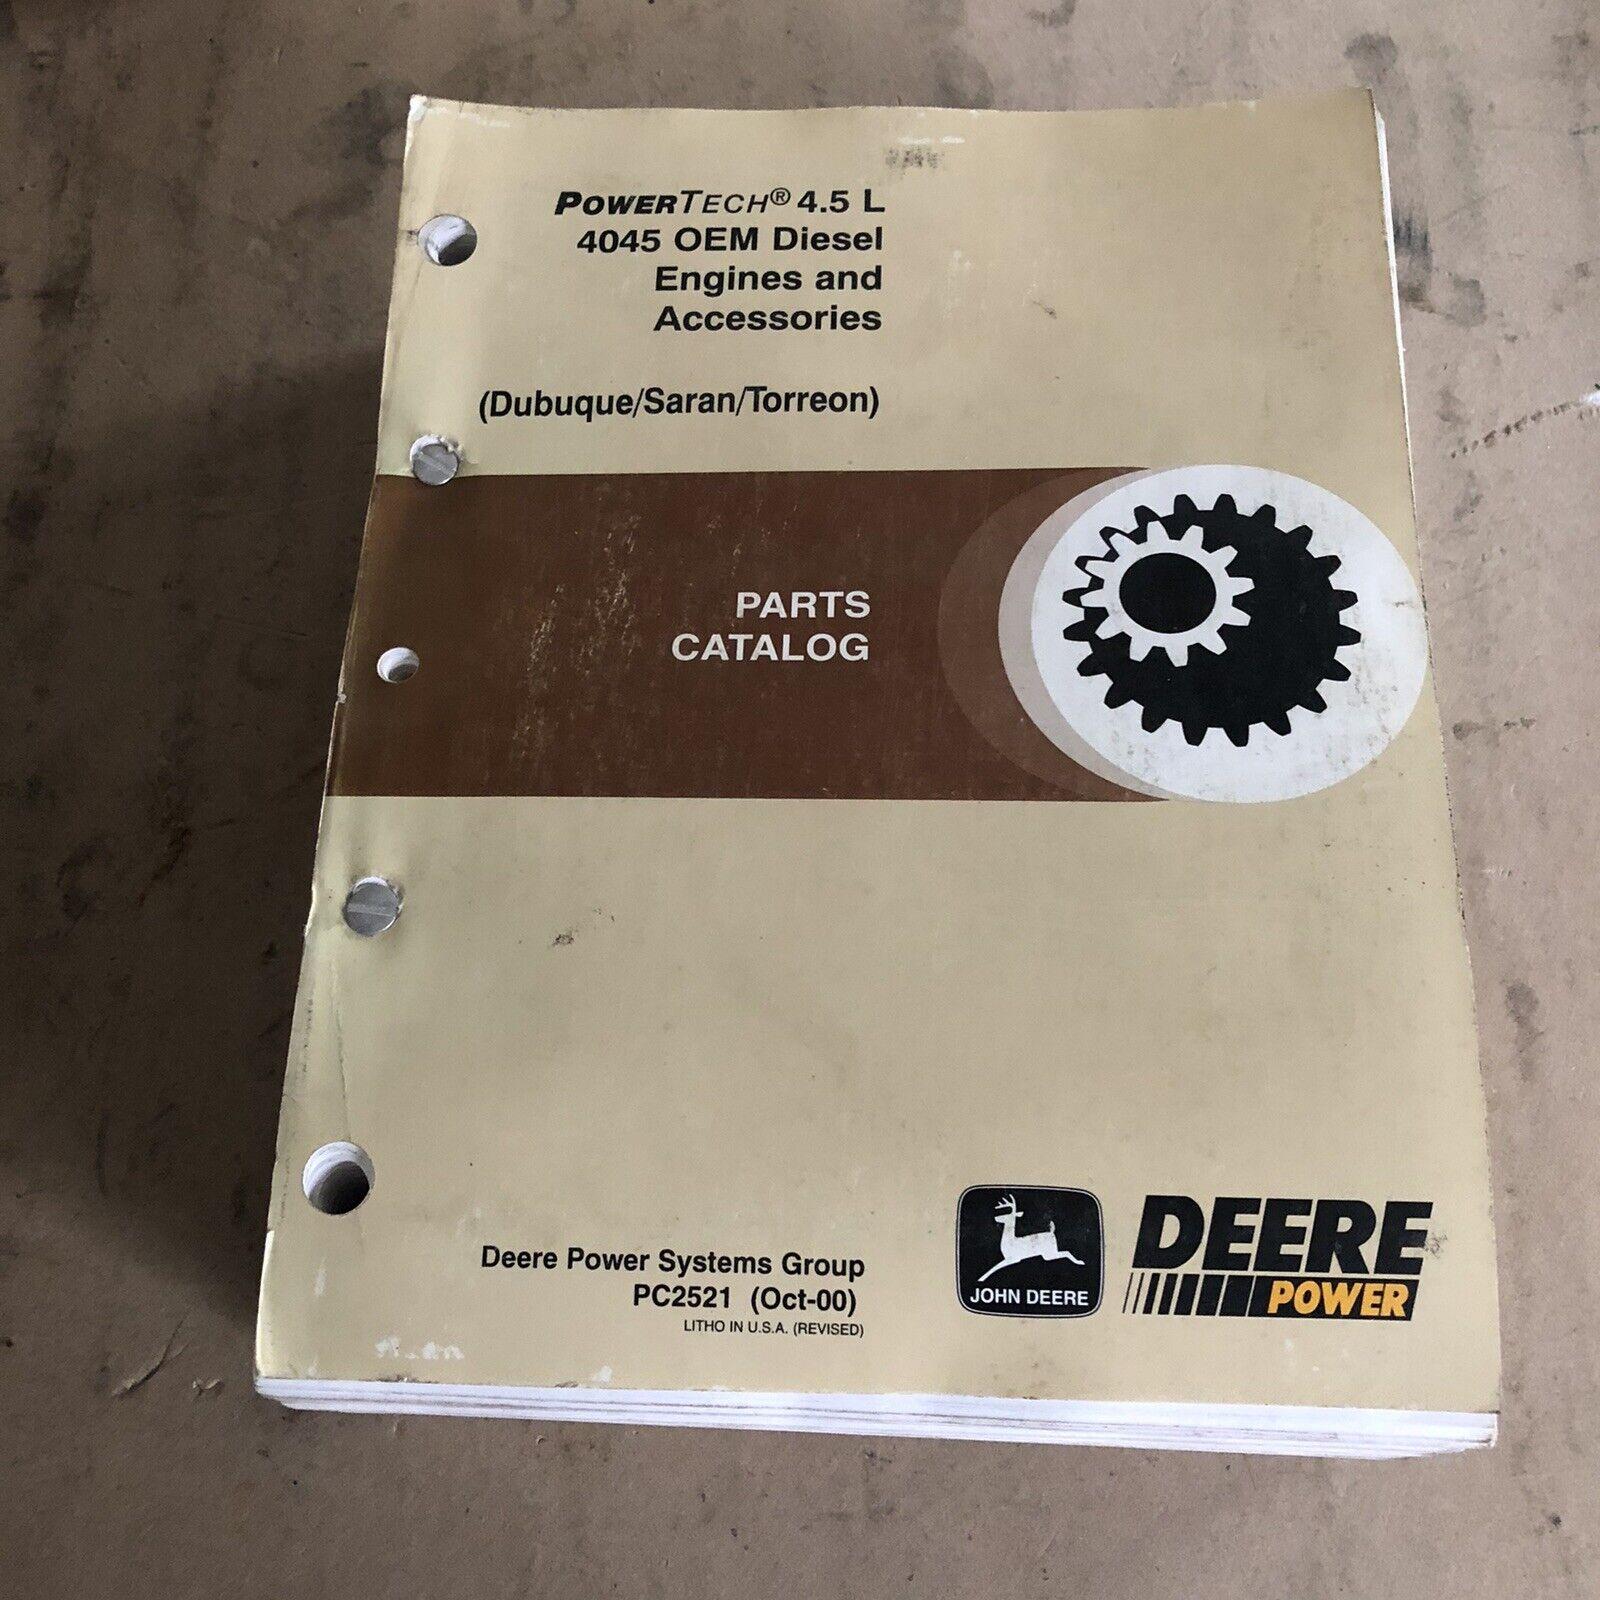 POWERTECH® 4.5 L
4045 OEM Diesel
Engines and
Accessories
(Dubuque/Saran/Torreon)
PARTS
CATALOG
Deere Power Systems Group
PC2521 (Oct-00)
LITHO IN U.S.A. (REVISED)
JOHN DEERE
DEERE
POWER